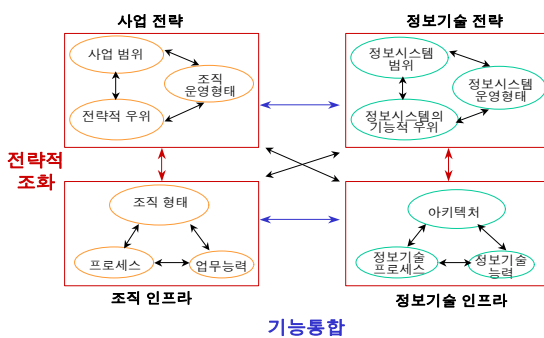 사업 전략
정보기술 전략
사업 범위
조직
운영형태
전략적 우위
정보시스템
범위
정보시스템
운영형태
정보시스템의
기능적 우위
전략적
조화
조직 형태
프로세스
업무능력
아키텍처
정보기술
프로세스
정보기술
능력
조직 인프라
정보기술 인프라
기능통합